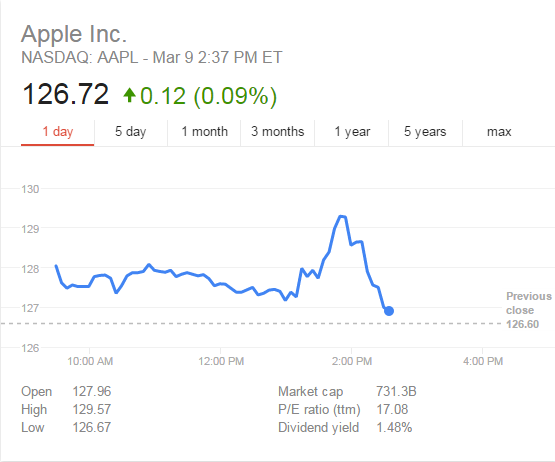 Apple Inc.
NASDAQ: AAPL - Mar 9 2:37 PM ET
126.72 0.12 (0.09%)
1 day 5 day 1 month 3 months 1 year 5 years max
130
129
128
127
126
Previous
close
126.60
10:00 AM 12:00 PM 2:00 PM 4:00 PM
Open 127.96 Market cap 731.3B
High 129.57 P/E ratio (ttm) 17.08
Low 126.67 Dividend yield 1.48%